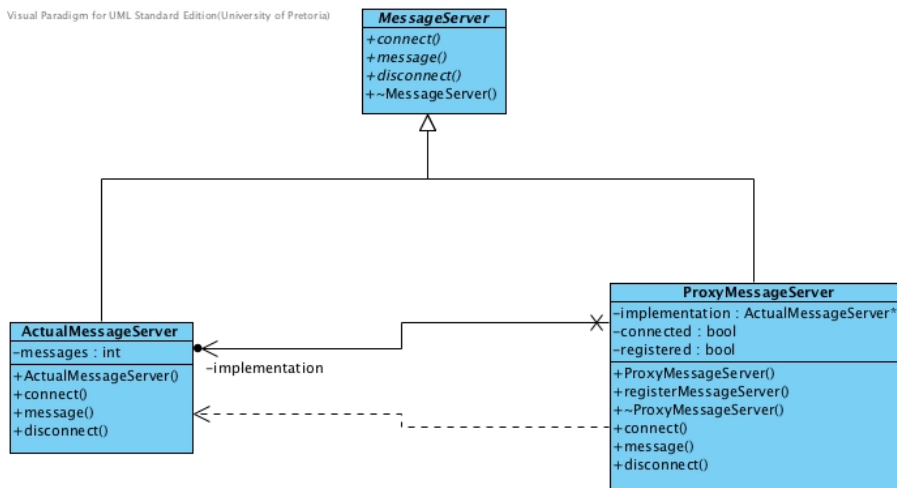 Visual Paradigm for UML Standard Edition(University of Pretoria)
MessageServer
+connect()
+message()
+disconnect()
+~MessageServer()
ActualMessageServer
-messages : int
+ActualMessageServer()
+connect()
+message()
+disconnect()
-implementation
ProxyMessageServer
-implementation : ActualMessageServer*
-connected : bool
-registered : bool
+ProxyMessageServer()
+registerMessageServer()
+~ProxyMessageServer()
+connect()
+message()
+disconnect()